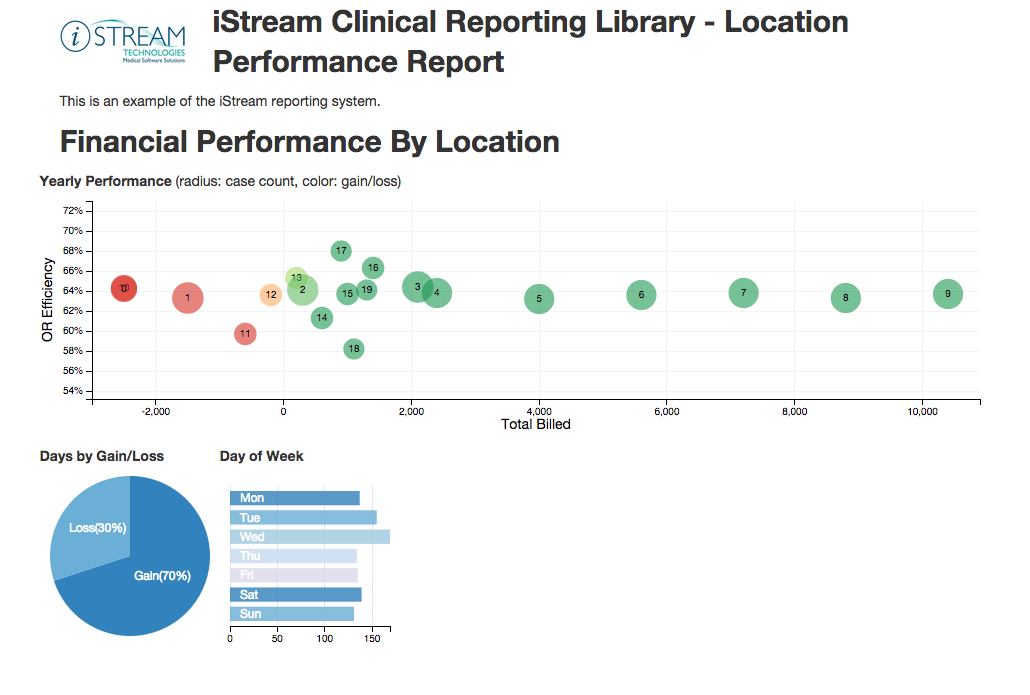 i STREAM
TECHNOLOGIES
Medical Software Solutions
iStream Clinical Reporting Library - Location
Performance Report
This is an example of the iStream reporting system.
Financial Performance By Location
Yearly Performance (radius: case count, color: gain/loss)
OR Efficiency
72%
70%
68%
66%
64%
62%
60%
58%
56%
54%
1
11
12
13
2
14
17
15
18
16
19
3
4
5
6
7
8
9
-2,000
0
2,000
4,000
6,000
8,000
10,000
Total Billed
Days by Gain/Loss
Loss(30%)
Gain(70%)
Day of Week
Mon
Tue
Wed
Thu
Fri
Sat
Sun
0
50
100
150